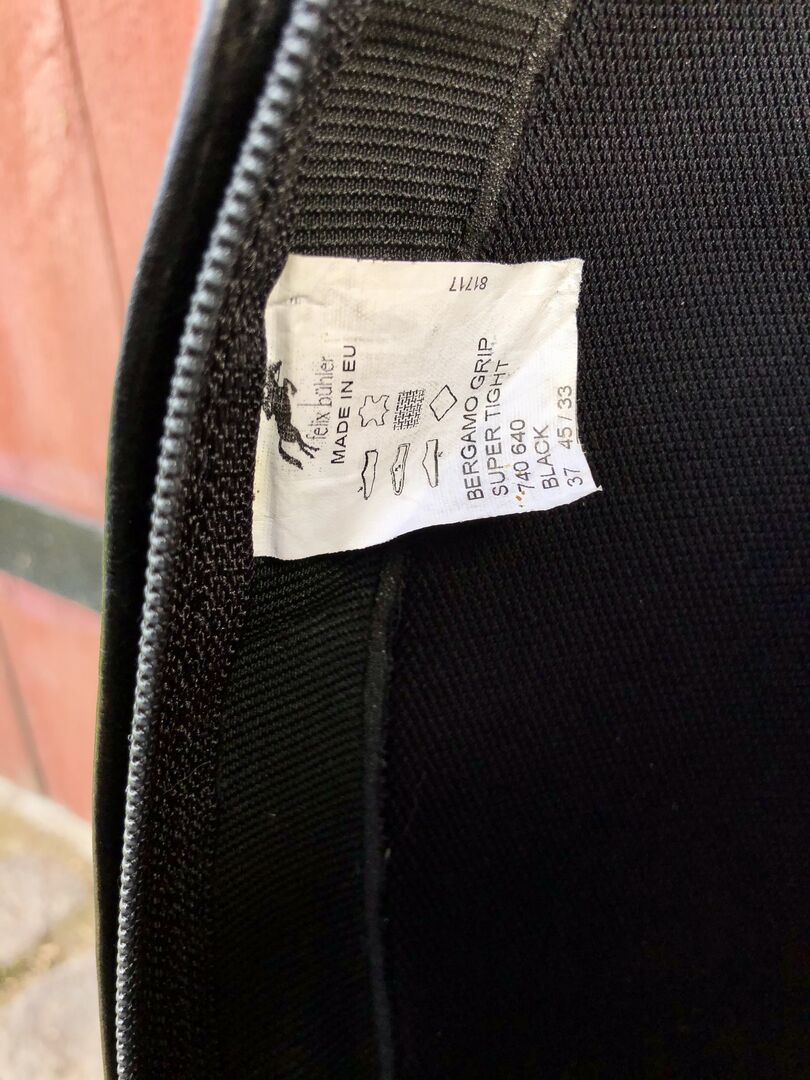 felix bühler
MADE IN EU
BERGAMO GRIP
SUPER TIGHT
740 640
BLACK
37 45/33
81717